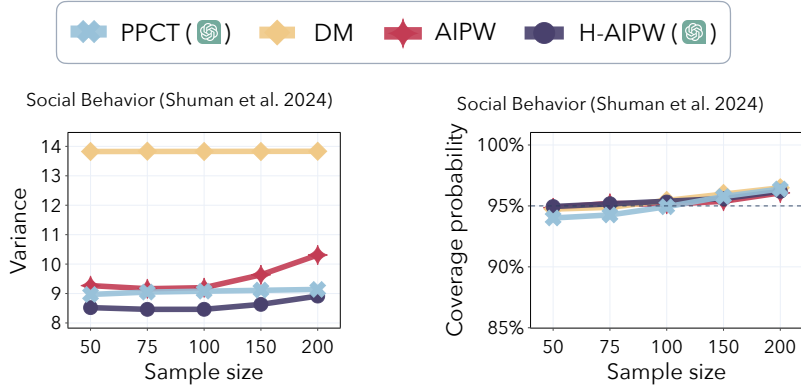 PPCT ( ) DM AIPW H-AIPW ( )
Social Behavior (Shuman et al. 2024)
Variance
14
13
12
11
10
9
8
50 75 100 150 200
Sample size
Social Behavior (Shuman et al. 2024)
Coverage probability
100%
95%
90%
85%
50 75 100 150 200
Sample size